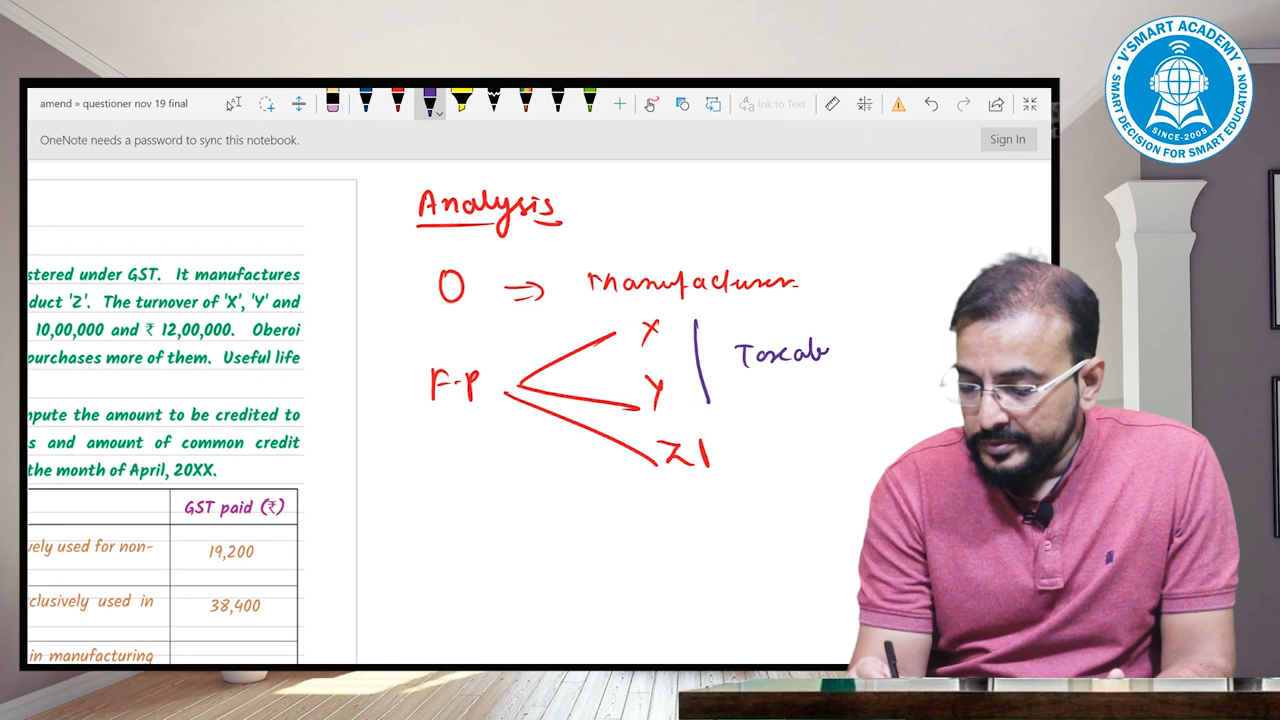 V'SMART ACADEMY
SINCE-2005
SMART DECISION FOR SMART EDUCATION
amend » questioner nov 19 final
Ink to Text
OneNote needs a password to sync this notebook.
Sign In
stered under GST. It manufactures
duct 'Z'. The turnover of 'X', 'Y' and
10,00,000 and ₹ 12,00,000. Oberoi
purchases more of them. Useful life
npute the amount to be credited to
s and amount of common credit
the month of April, 20XX.
GST paid (₹)
vely used for non-
19,200
clusively used in
38,400
in manufacturing
Analysis
O ⇒ Manufacturer
F.P
X
Y
Z
Taxab